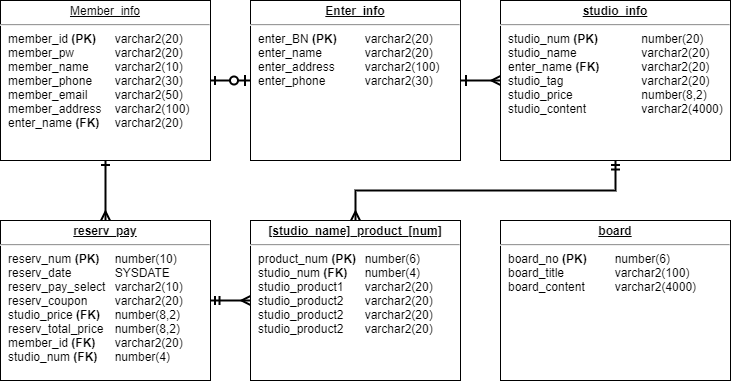 Member_info
member_id (PK) varchar2(20)
member_pw varchar2(20)
member_name varchar2(10)
member_phone varchar2(30)
member_email varchar2(50)
member_address varchar2(100)
enter_name (FK) varchar2(20)
Enter_info
enter_BN (PK) varchar2(20)
enter_name varchar2(20)
enter_address varchar2(100)
enter_phone varchar2(30)
studio_info
studio_num (PK) number(20)
studio_name varchar2(20)
enter_name (FK) varchar2(20)
studio_tag varchar2(20)
studio_price number(8,2)
studio_content varchar2(4000)
reserv_pay
reserv_num (PK) number(10)
reserv_date SYSDATE
reserv_pay_select varchar2(10)
reserv_coupon varchar2(20)
studio_price (FK) number(8,2)
reserv_total_price number(8,2)
member_id (FK) varchar2(20)
studio_num (FK) number(4)
[studio_name]_product_[num]
product_num (PK) number(6)
studio_num (FK) number(4)
studio_product1 varchar2(20)
studio_product2 varchar2(20)
studio_product2 varchar2(20)
studio_product2 varchar2(20)
board
board_no (PK) number(6)
board_title varchar2(100)
board_content varchar2(4000)